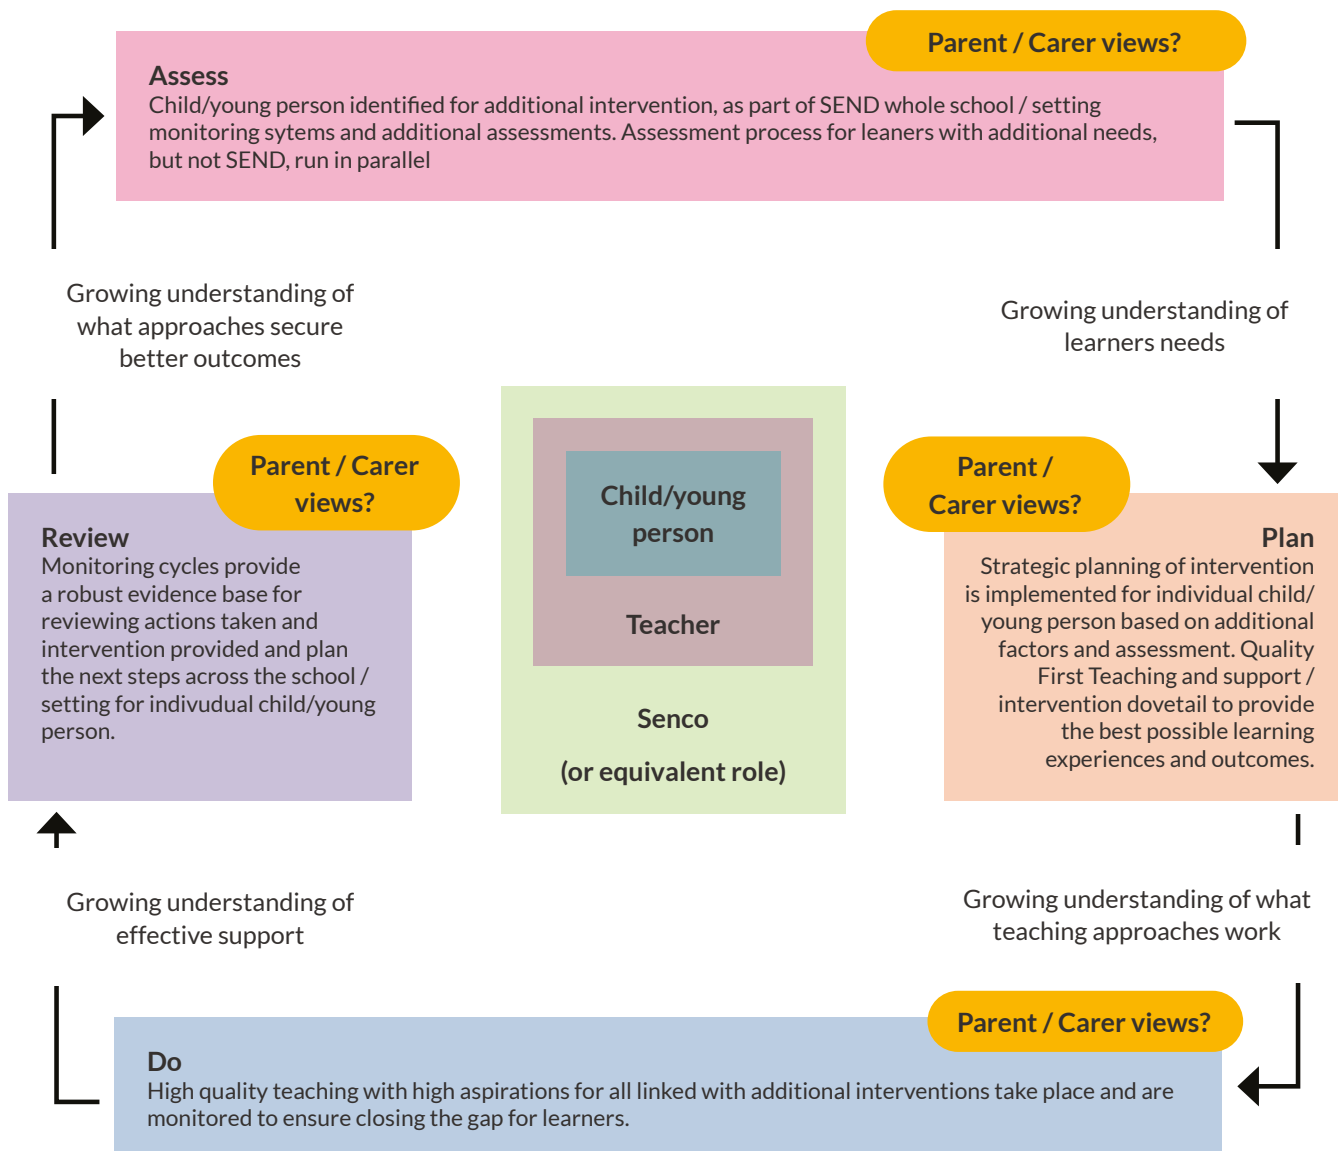 Parent / Carer views?
Assess
Child/young person identified for additional intervention, as part of SEND whole school / setting
monitoring sytems and additional assessments. Assessment process for leaners with additional needs,
but not SEND, run in parallel
Growing understanding of
learners needs
Parent /
Carer views?
Plan
Strategic planning of intervention
is implemented for individual child/
young person based on additional
factors and assessment. Quality
First Teaching and support /
intervention dovetail to provide
the best possible learning
experiences and outcomes.
Growing understanding of what
teaching approaches work
Parent / Carer views?
Do
High quality teaching with high aspirations for all linked with additional interventions take place and are
monitored to ensure closing the gap for learners.
Growing understanding of
effective support
Parent / Carer
views?
Review
Monitoring cycles provide
a robust evidence base for
reviewing actions taken and
intervention provided and plan
the next steps across the school /
setting for indivudual child/young
person.
Growing understanding of
what approaches secure
better outcomes
Child/young
person
Teacher
Senco
(or equivalent role)